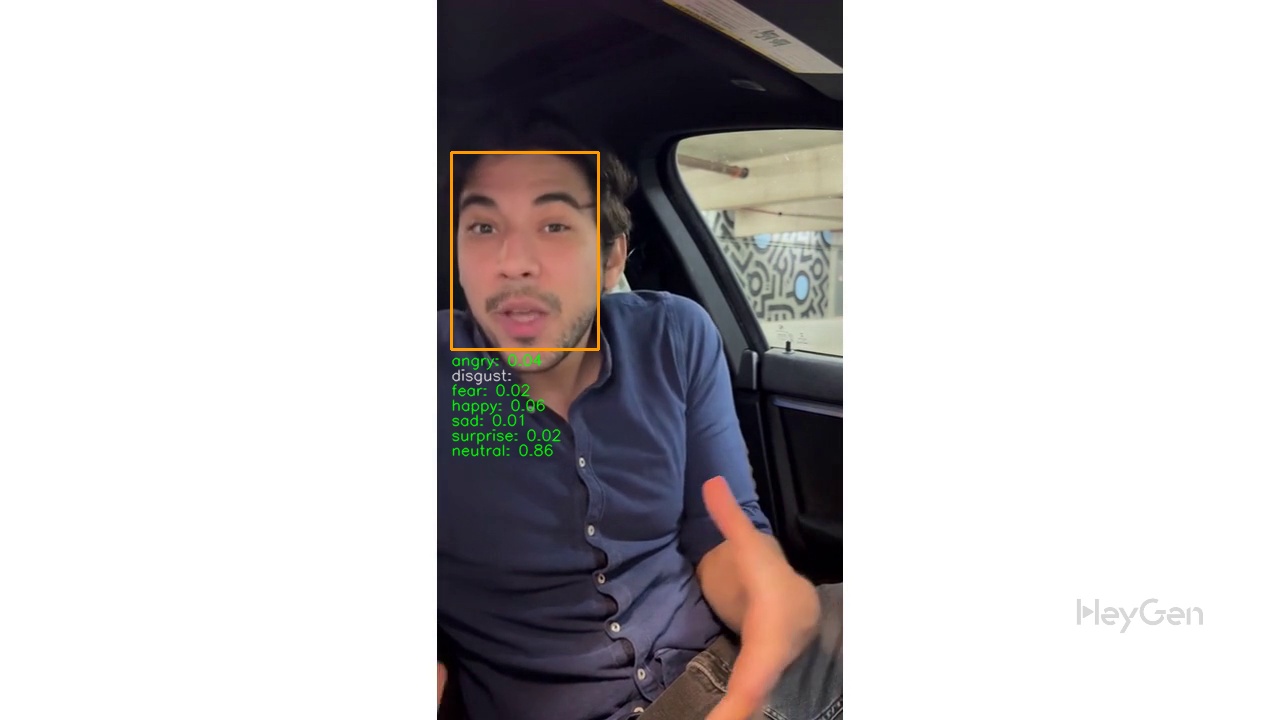 angry: 0.04
disgust:
fear: 0.02
happy: 0.06
sad: 0.01
surprise: 0.02
neutral: 0.86
HeyGen